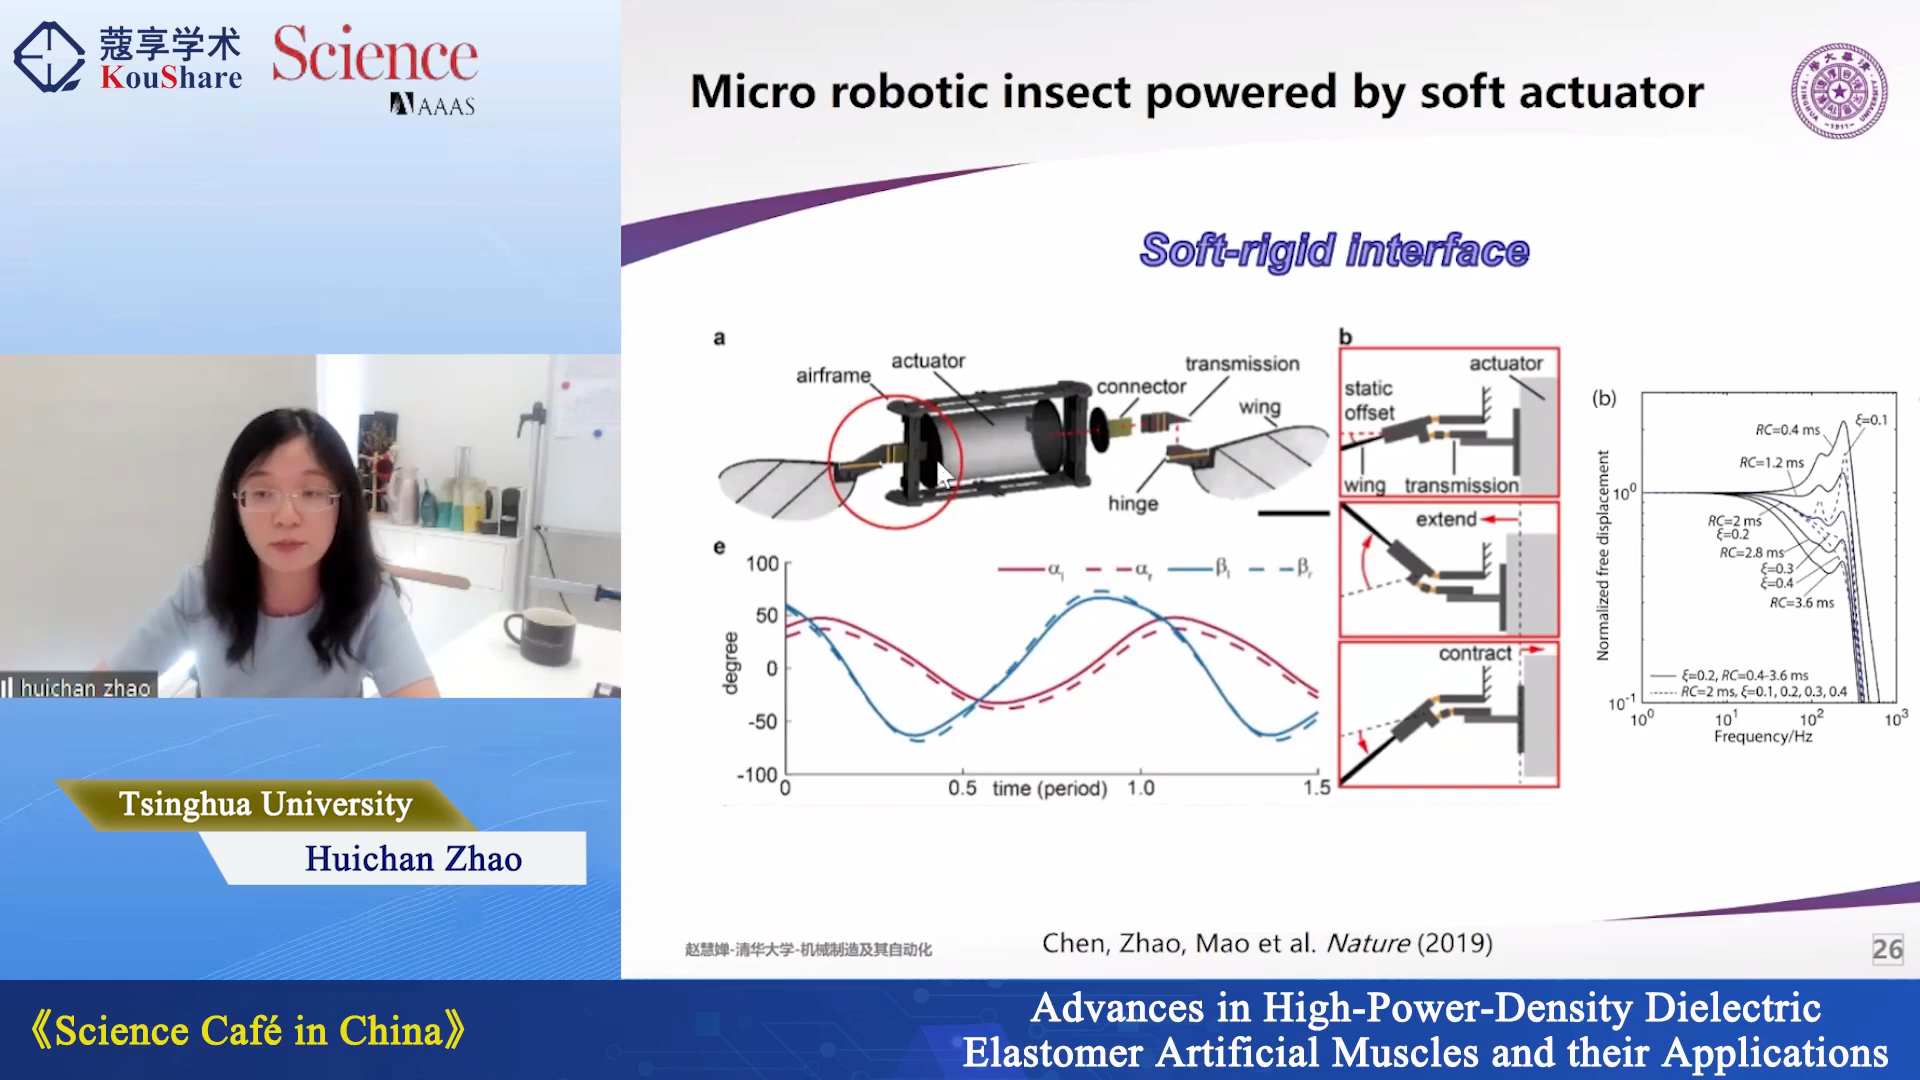 蔻享学术
KouShare
Science
AAAS
huichan zhao
Tsinghua University
Huichan Zhao
Micro robotic insect powered by soft actuator
Soft-rigid interface
a
airframe
actuator
connector
transmission
wing
hinge
b
actuator
static
offset
wing
transmission
extend
contract
(b)
Normalized free displacement
10⁰
10⁻¹
RC=0.4 ms
ξ=0.1
RC=1.2 ms
RC=2 ms
ξ=0.2
RC=2.8 ms
ξ=0.3
ξ=0.4
RC=3.6 ms
ξ=0.2, RC=0.4-3.6 ms
RC=2 ms, ξ=0.1, 0.2, 0.3, 0.4
10⁰ 10¹ 10² 10³
Frequency/Hz
e
degree
100
50
0
-50
-100
αₗ αᵣ βₗ βᵣ
0 0.5 time (period) 1.0 1.5
赵慧婵-清华大学-机械制造及其自动化
Chen, Zhao, Mao et al. Nature (2019)
26
《Science Café in China》
Advances in High-Power-Density Dielectric
Elastomer Artificial Muscles and their Applications